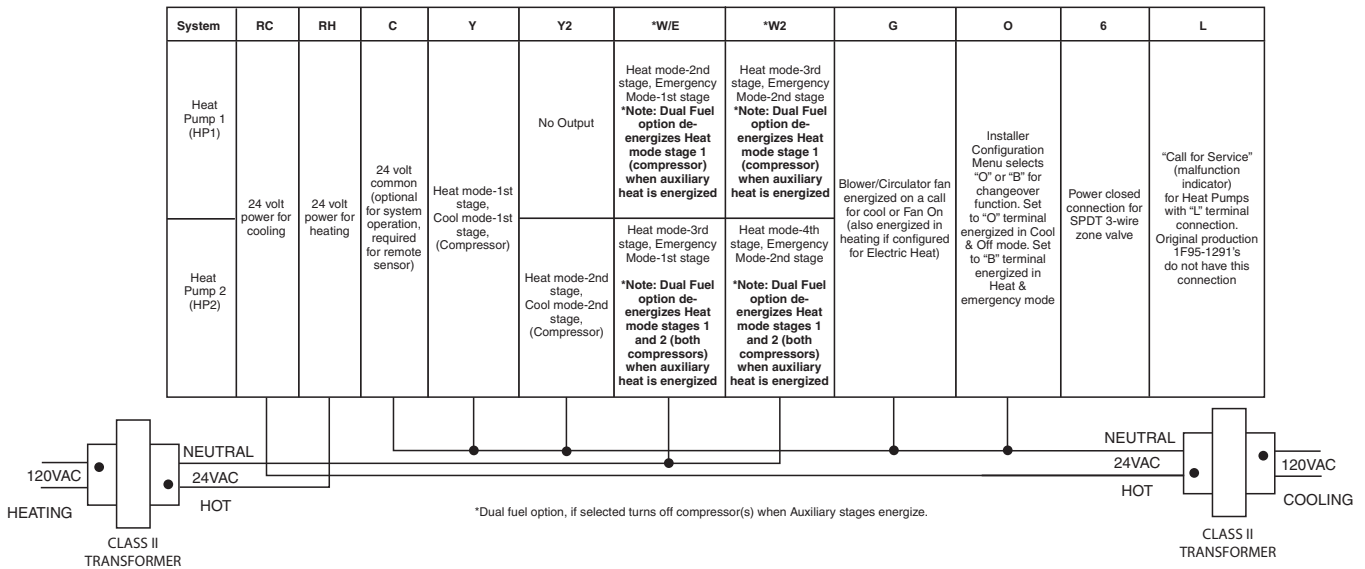 System RC RH C Y Y2 *W/E *W2 G O 6 L
Heat
Pump 1
(HP1)
24 volt
power for
cooling
24 volt
power for
heating
24 volt
common
(optional
for system
operation,
required
for remote
sensor)
Heat mode-1st
stage,
Cool mode-1st
stage,
(Compressor)
No Output
Heat mode-2nd
stage, Emergency
Mode-1st stage
*Note: Dual Fuel
option de-
energizes Heat
mode stage 1
(compressor)
when auxiliary
heat is energized
Heat mode-3rd
stage, Emergency
Mode-2nd stage
*Note: Dual Fuel
option de-
energizes Heat
mode stage 1
(compressor)
when auxiliary
heat is energized
Blower/Circulator fan
energized on a call
for cool or Fan On
(also energized in
heating if configured
for Electric Heat)
Installer
Configuration
Menu selects
“O” or “B” for
changeover
function. Set
to “O” terminal
energized in Cool
& Off mode. Set
to “B” terminal
energized in
Heat &
emergency mode
Power closed
connection for
SPDT 3-wire
zone valve
“Call for Service”
(malfunction
indicator)
for Heat Pumps
with “L” terminal
connection.
Original production
1F95-1291’s
do not have this
connection
Heat
Pump 2
(HP2)
Heat mode-2nd
stage,
Cool mode-2nd
stage,
(Compressor)
Heat mode-3rd
stage, Emergency
Mode-1st stage
*Note: Dual Fuel
option de-
energizes Heat
mode stages 1
and 2 (both
compressors)
when auxiliary
heat is energized
Heat mode-4th
stage, Emergency
Mode-2nd stage
*Note: Dual Fuel
option de-
energizes Heat
mode stages 1
and 2 (both
compressors)
when auxiliary
heat is energized
120VAC
HEATING
NEUTRAL
24VAC
HOT
CLASS II
TRANSFORMER
*Dual fuel option, if selected turns off compressor(s) when Auxiliary stages energize.
NEUTRAL
24VAC
HOT
120VAC
COOLING
CLASS II
TRANSFORMER